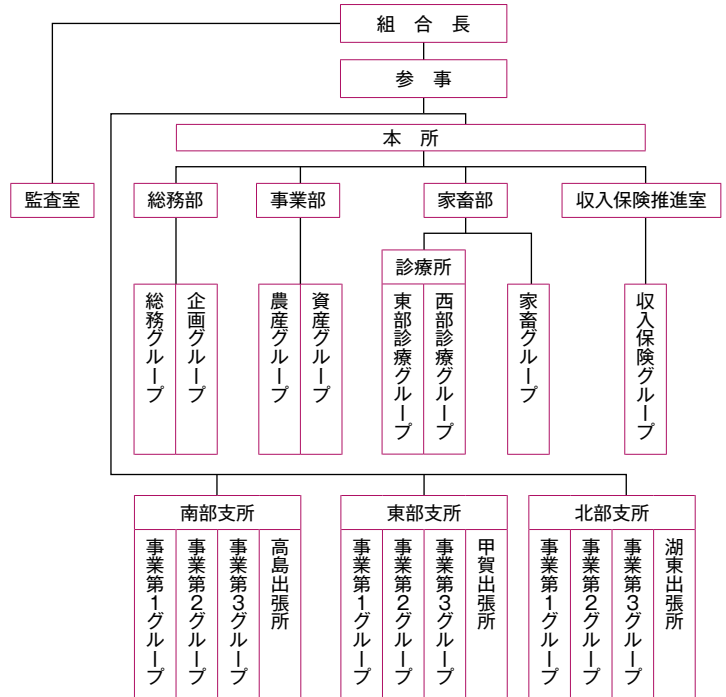 組合長
参事
本所
監査室
総務部
事業部
家畜部
収入保険推進室
診療所
総務グループ
企画グループ
農産グループ
資産グループ
東部診療グループ
西部診療グループ
家畜グループ
収入保険グループ
南部支所
東部支所
北部支所
事業第1グループ
事業第2グループ
事業第3グループ
高島出張所
事業第1グループ
事業第2グループ
事業第3グループ
甲賀出張所
事業第1グループ
事業第2グループ
事業第3グループ
湖東出張所